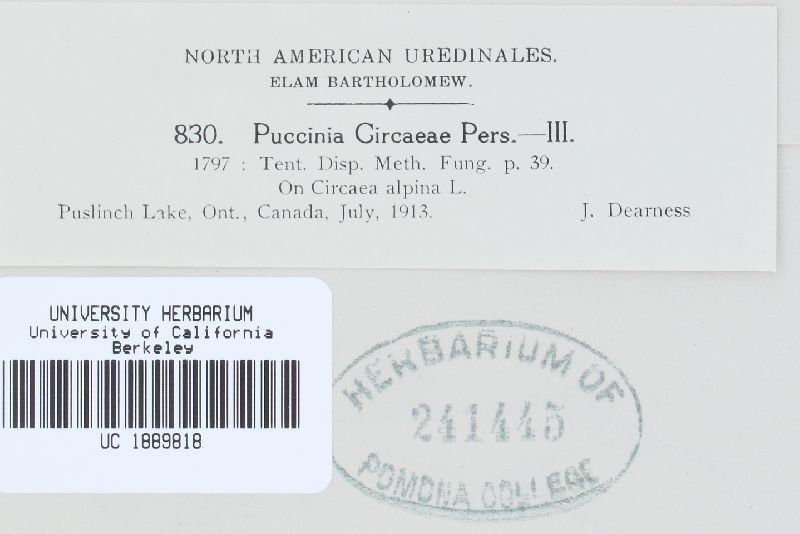 NORTH AMERICAN UREDINALES.
ELAM BARTHOLOMEW.
830. Puccinia Circaeae Pers.—III.
1797 : Tent. Disp. Meth. Fung. p. 39.
On Circaea alpina L.
Puslinch Lake, Ont., Canada, July, 1913. J. Dearness
UNIVERSITY HERBARIUM
University of California
Berkeley
UC 1889818
HERBARIUM OF
241445
POMONA COLLEGE